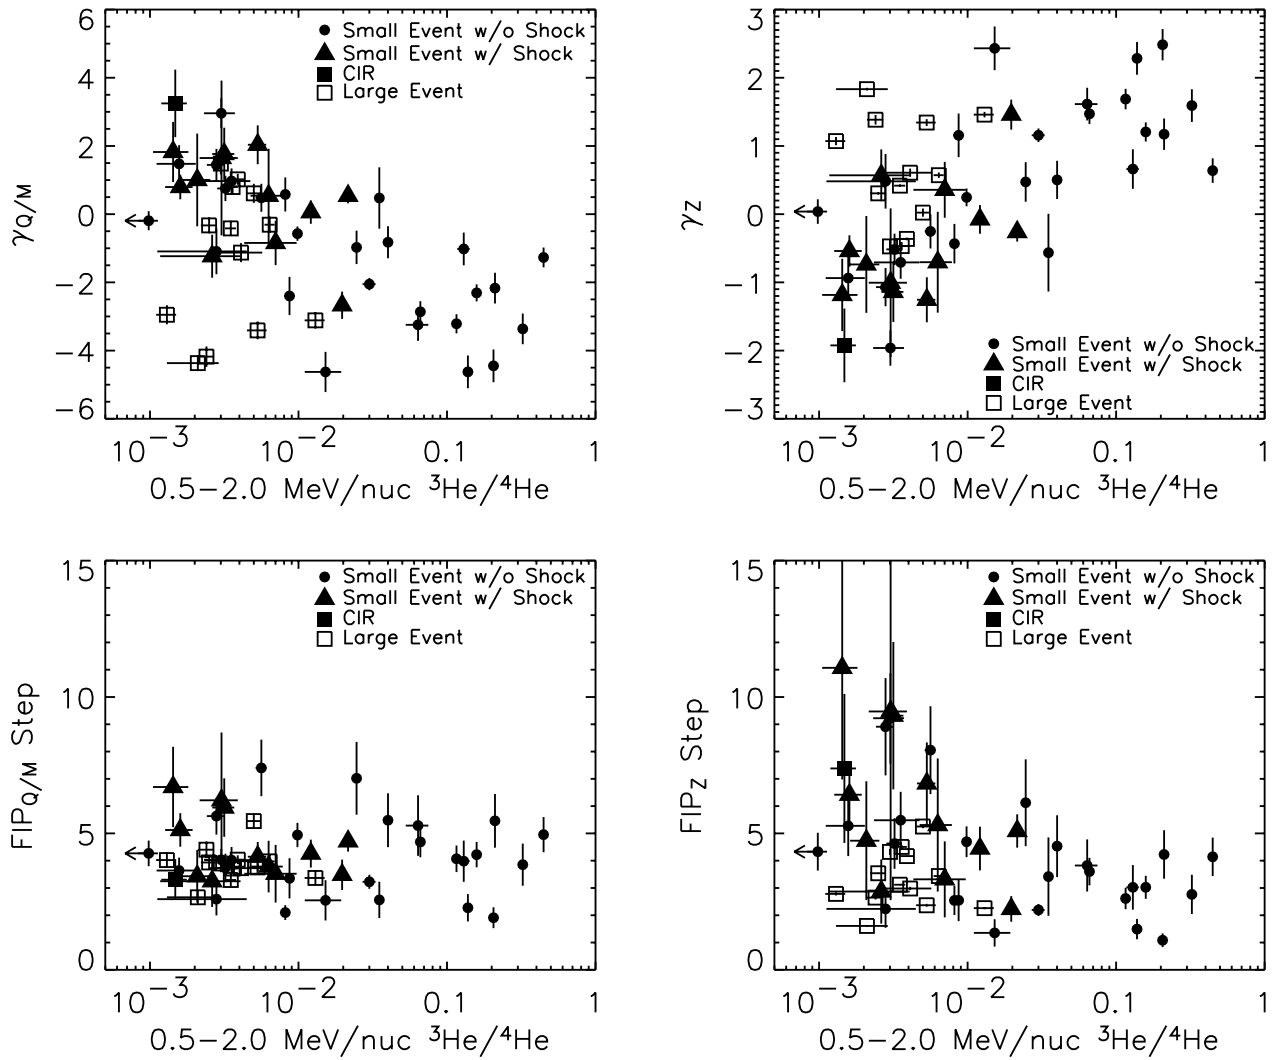 γQ/M
6
4
2
0
−2
−4
−6
Small Event w/o Shock
Small Event w/ Shock
CIR
Large Event
10−3 10−2 0.1 1
0.5−2.0 MeV/nuc 3He/4He
γZ
3
2
1
0
−1
−2
−3
Small Event w/o Shock
Small Event w/ Shock
CIR
Large Event
10−3 10−2 0.1 1
0.5−2.0 MeV/nuc 3He/4He
FIPQ/M Step
15
10
5
0
Small Event w/o Shock
Small Event w/ Shock
CIR
Large Event
10−3 10−2 0.1 1
0.5−2.0 MeV/nuc 3He/4He
FIPZ Step
15
10
5
0
Small Event w/o Shock
Small Event w/ Shock
CIR
Large Event
10−3 10−2 0.1 1
0.5−2.0 MeV/nuc 3He/4He